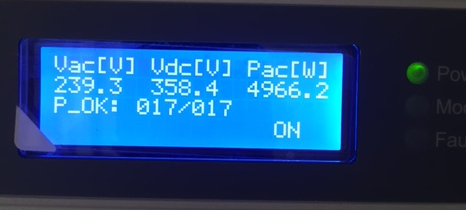 Vac[V] Vdc[V] Pac[W]
239.3 358.4 4966.2
P_OK: 017/017
ON